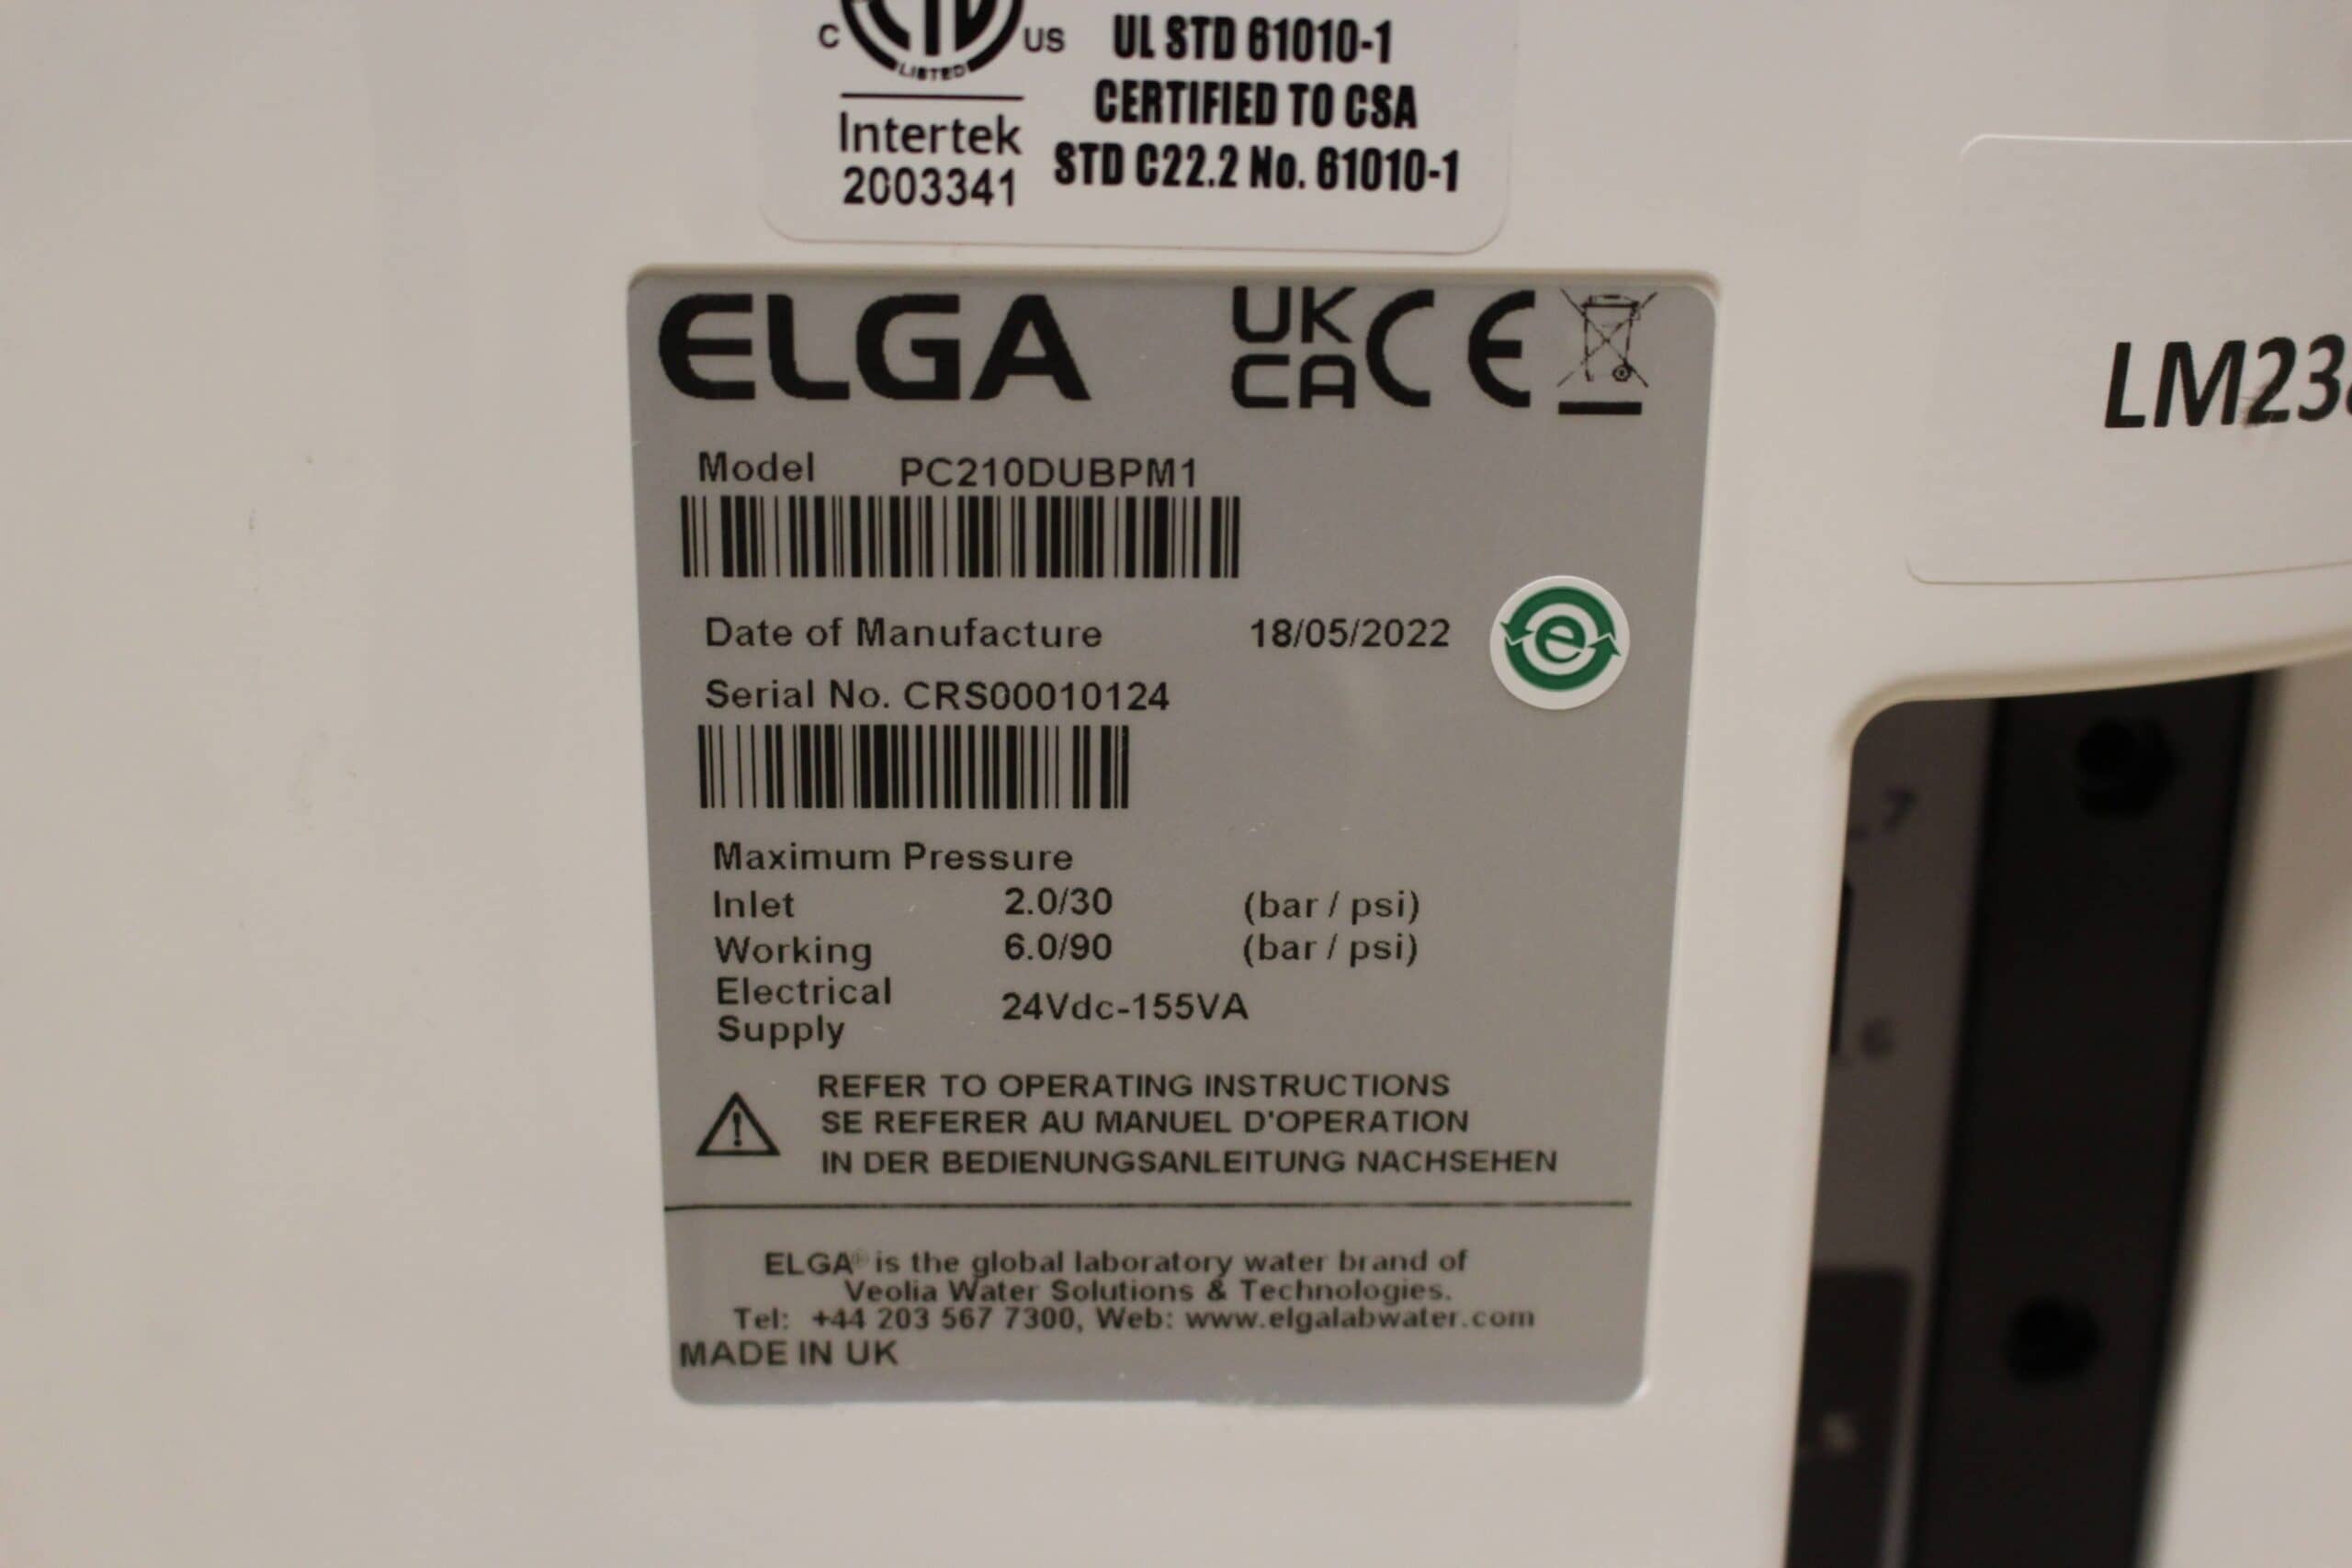 C US
LISTED
Intertek
2003341
UL STD 61010-1
CERTIFIED TO CSA
STD C22.2 No. 61010-1
ELGA
UK
CA
CE
Model PC210DUBPM1
Date of Manufacture 18/05/2022
e
Serial No. CRS00010124
Maximum Pressure
Inlet 2.0/30 (bar / psi)
Working 6.0/90 (bar / psi)
Electrical
Supply 24Vdc-155VA
REFER TO OPERATING INSTRUCTIONS
SE REFERER AU MANUEL D'OPERATION
IN DER BEDIENUNGSANLEITUNG NACHSEHEN
ELGA® is the global laboratory water brand of
Veolia Water Solutions & Technologies.
Tel: +44 203 567 7300, Web: www.elgalabwater.com
MADE IN UK
LM23
7
6
5